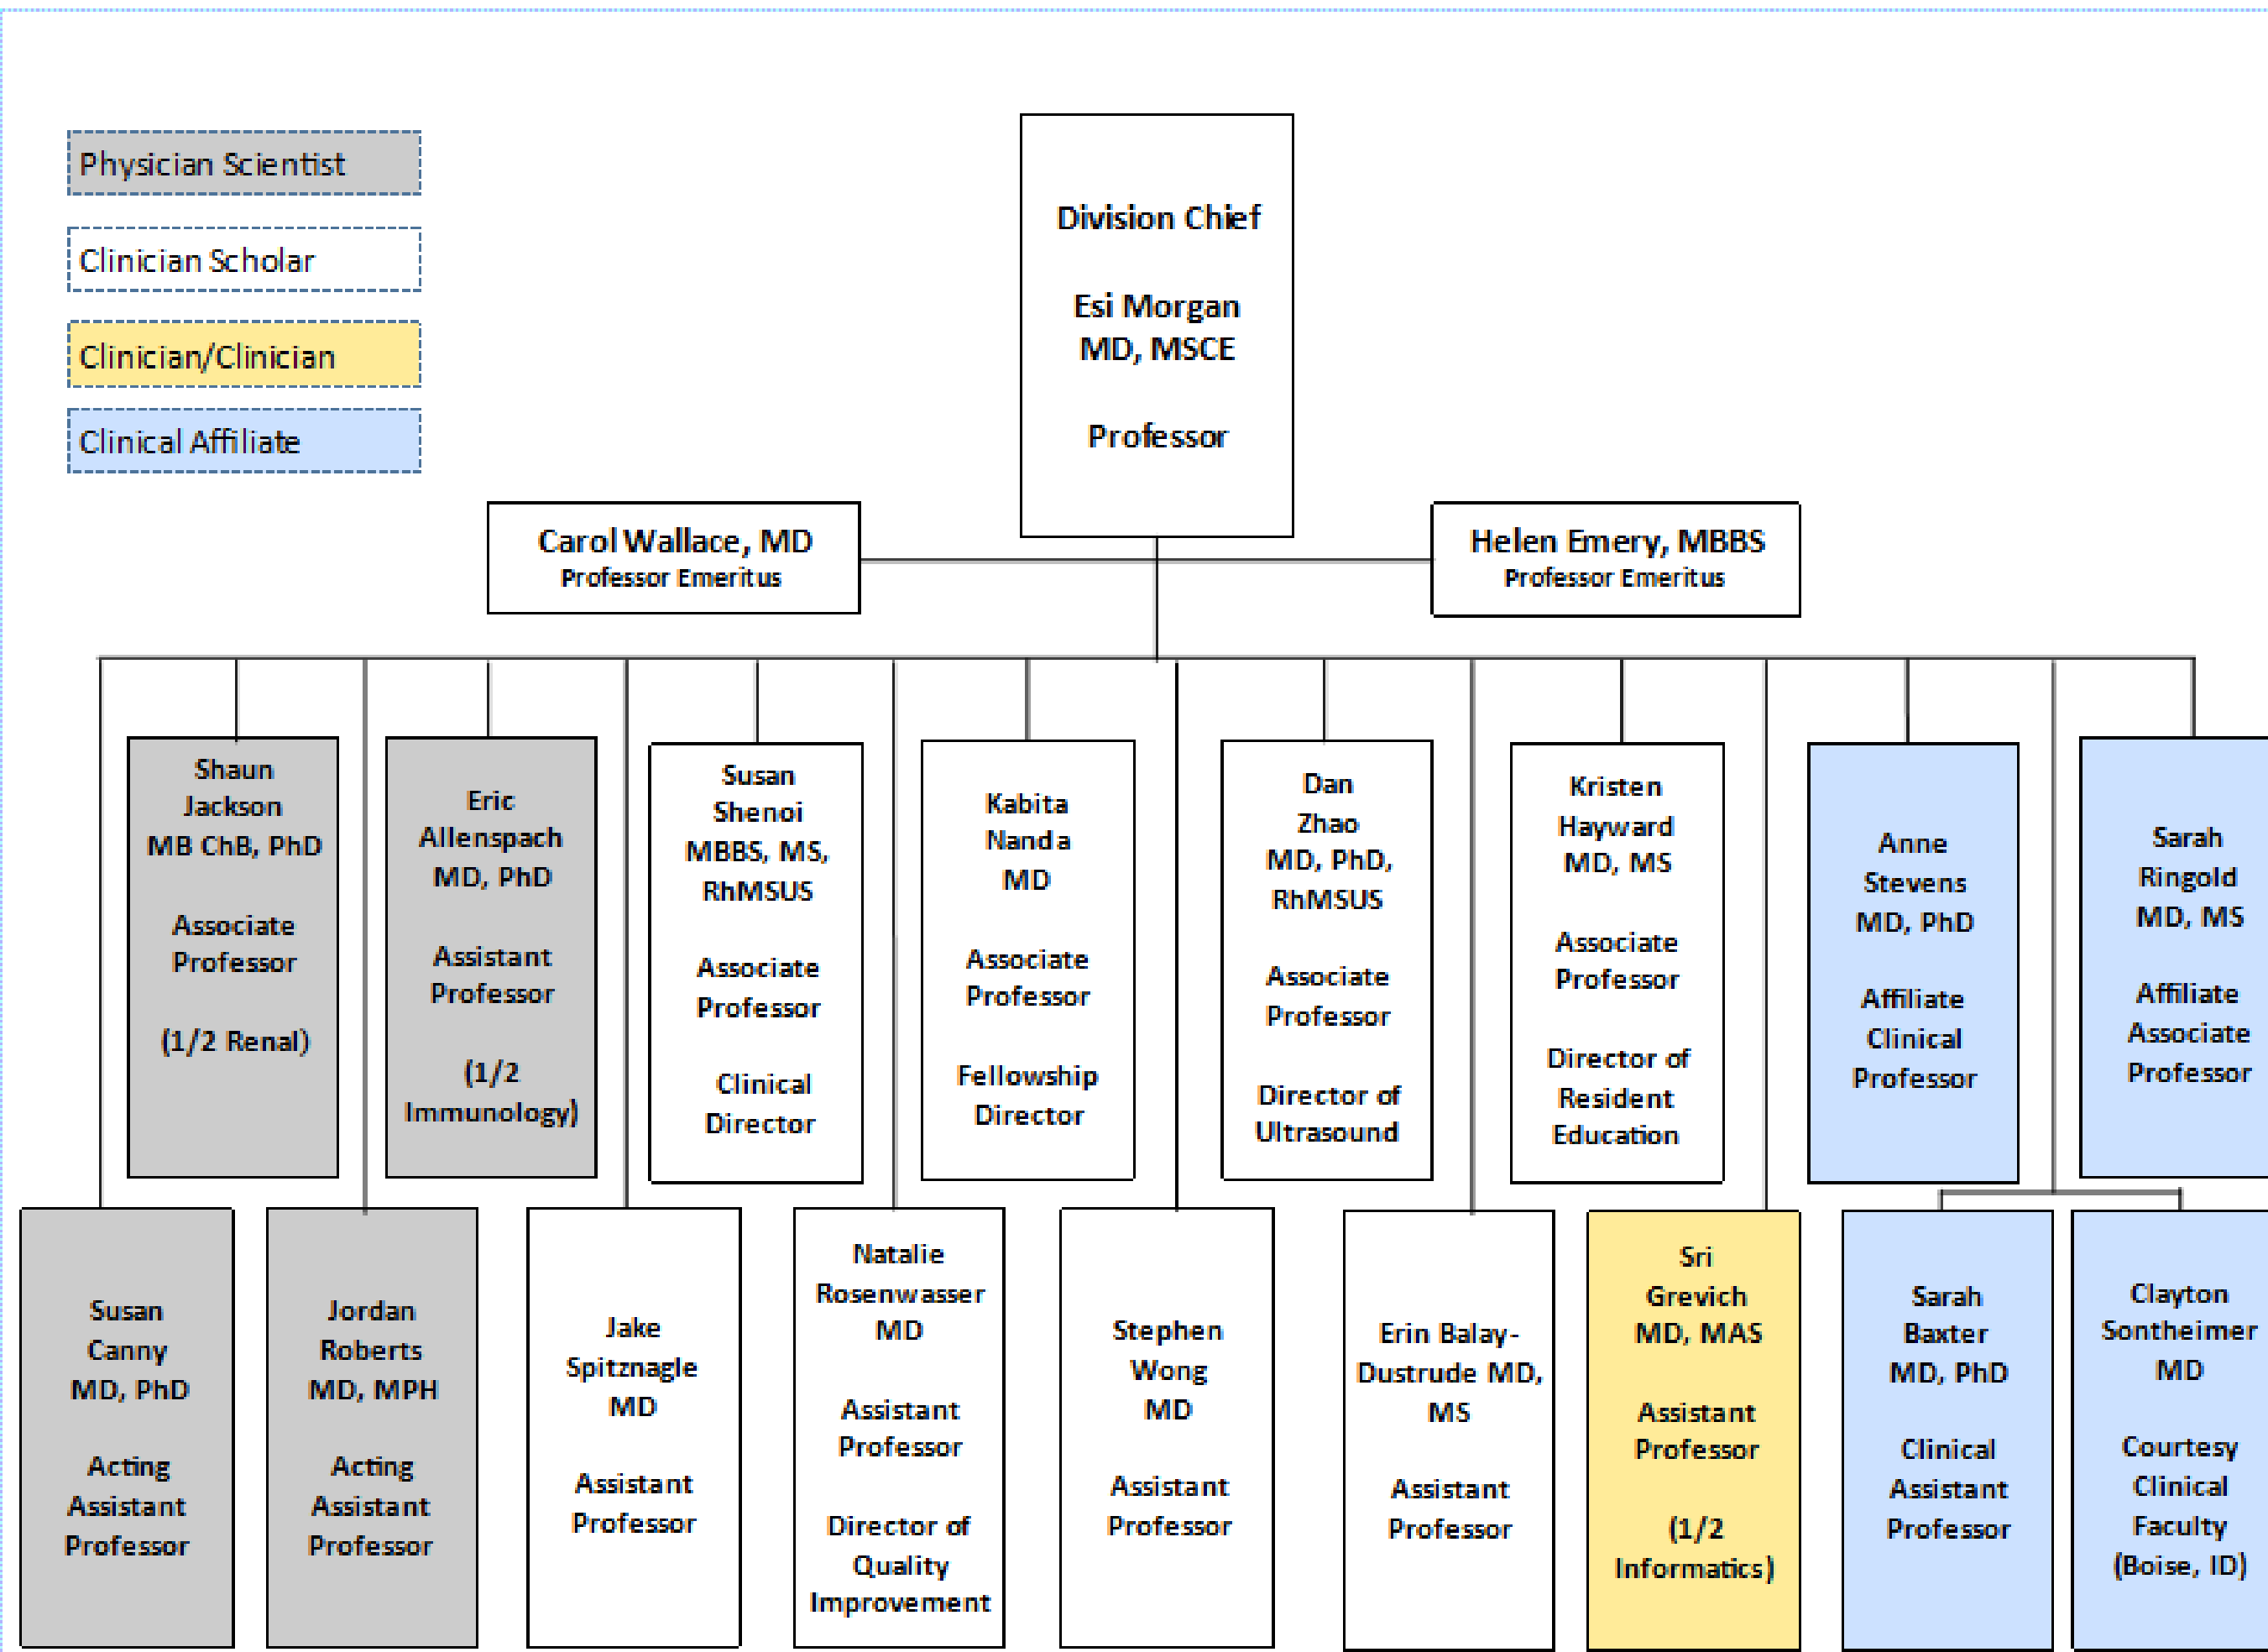 Physician Scientist
Clinician Scholar
Clinician/Clinician
Clinical Affiliate
Division Chief
Esi Morgan
MD, MSCE
Professor
Carol Wallace, MD
Professor Emeritus
Helen Emery, MBBS
Professor Emeritus
Shaun
Jackson
MB ChB, PhD
Associate
Professor
(1/2 Renal)
Eric
Allenspach
MD, PhD
Assistant
Professor
(1/2
Immunology)
Susan
Shenoi
MBBS, MS,
RhMSUS
Associate
Professor
Clinical
Director
Kabita
Nanda
MD
Associate
Professor
Fellowship
Director
Dan
Zhao
MD, PhD,
RhMSUS
Associate
Professor
Director of
Ultrasound
Kristen
Hayward
MD, MS
Associate
Professor
Director of
Resident
Education
Anne
Stevens
MD, PhD
Affiliate
Clinical
Professor
Sarah
Ringold
MD, MS
Affiliate
Associate
Professor
Susan
Canny
MD, PhD
Acting
Assistant
Professor
Jordan
Roberts
MD, MPH
Acting
Assistant
Professor
Jake
Spitznagle
MD
Assistant
Professor
Natalie
Rosenwasser
MD
Assistant
Professor
Director of
Quality
Improvement
Stephen
Wong
MD
Assistant
Professor
Erin Balay-
Dustrude MD,
MS
Assistant
Professor
Sri
Grevich
MD, MAS
Assistant
Professor
(1/2
Informatics)
Sarah
Baxter
MD, PhD
Clinical
Assistant
Professor
Clayton
Sontheimer
MD
Courtesy
Clinical
Faculty
(Boise, ID)